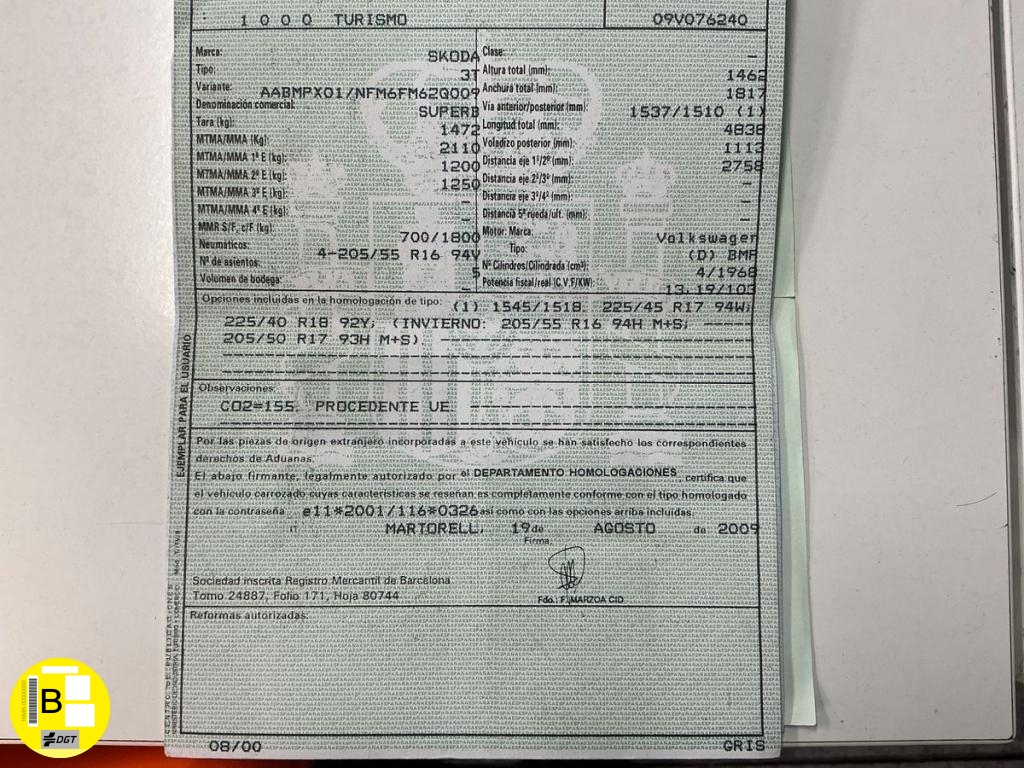 1 0 0 0 TURISMO 09V076240
Marca: SKODA Clase: –
Tipo: 3T Altura total (mm): 1462
Variante: AABMPX01/NFM6FM62Q009 Anchura total (mm): 1817
Denominación comercial: SUPERB Vía anterior/posterior (mm): 1537/1510 (1)
Tara (kg): 1472 Longitud total (mm): 4838
MTMA/MMA (Kg): 2110 Voladizo posterior (mm): 1113
MTMA/MMA 1º E (kg): 1200 Distancia eje 1º/2º (mm): 2758
MTMA/MMA 2º E (kg): 1250 Distancia eje 2º/3º (mm): –
MTMA/MMA 3º E (kg): – Distancia eje 3º/4º (mm): –
MTMA/MMA 4º E (kg): – Distancia 5ª rueda/ult. (mm): –
MMR S/F, c/F (kg): 700/1800 Motor: Marca: Volkswagen
Neumáticos: 4-205/55 R16 94V Tipo: (D) BMP
Nº de asientos: 5 Nº Cilindros/Cilindrada (cm³): 4/1968
Volumen de bodega: – Potencia fiscal/real (C.V.F/KW): 13,19/103
Opciones incluidas en la homologación de tipo: (1) 1545/1518. 225/45 R17 94W;
225/40 R18 92Y; (INVIERNO: 205/55 R16 94H M+S;
205/50 R17 93H M+S).
Observaciones:
CO2=155. PROCEDENTE UE.
Por las piezas de origen extranjero incorporadas a este vehículo se han satisfecho los correspondientes
derechos de Aduanas.
El abajo firmante, legalmente autorizado por el DEPARTAMENTO HOMOLOGACIONES, certifica que
el vehículo carrozado cuyas características se reseñan es completamente conforme con el tipo homologado
con la contraseña e11*2001/116*0326 así como con las opciones arriba incluidas.
MARTORELL, 19 de AGOSTO de 2009
Firma,
Sociedad inscrita Registro Mercantil de Barcelona
Tomo 24887, Folio 171, Hoja 80744
Fdo.: F. MARZOA CID
Reformas autorizadas:
08/00 GRIS
EJEMPLAR PARA EL USUARIO
B
DGT